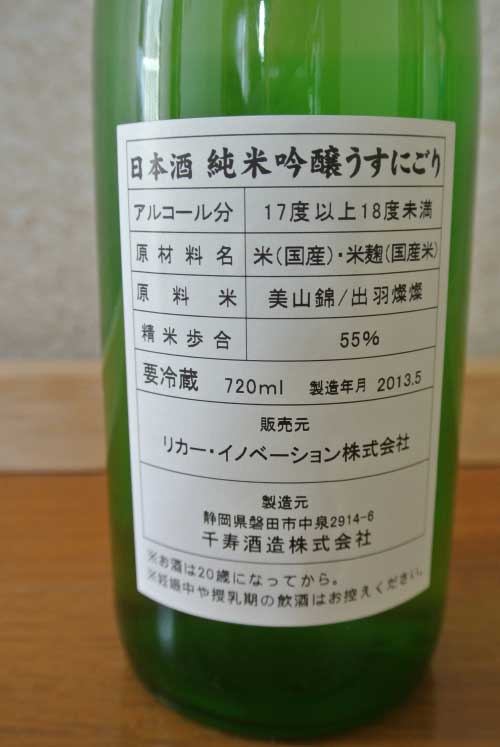 日本酒 純米吟醸うすにごり
アルコール分 17度以上18度未満
原材料名 米(国産)・米麹(国産米)
原料米 美山錦/出羽燦燦
精米歩合 55%
要冷蔵 720ml 製造年月 2013.5
販売元
リカー・イノベーション株式会社
製造元
静岡県磐田市中泉2914-6
千寿酒造株式会社
※お酒は20歳になってから。
※妊娠中や授乳期の飲酒はお控えください。